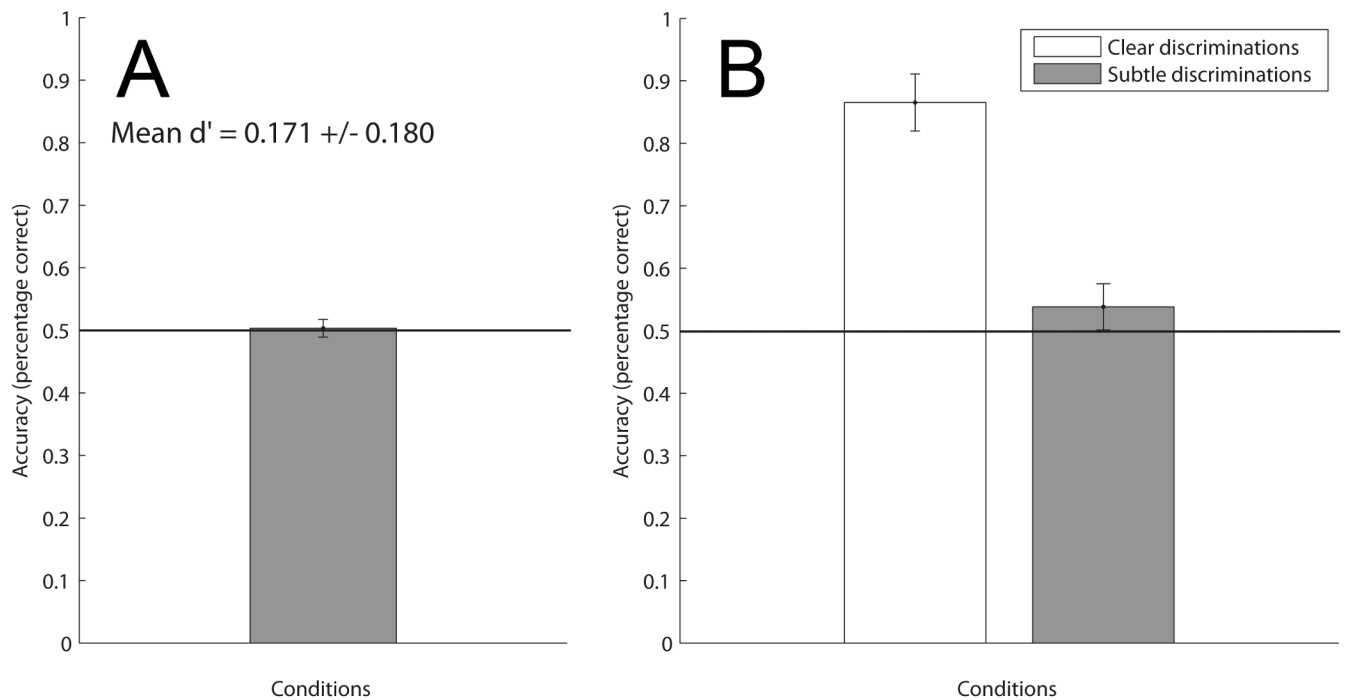 A
Mean d' = 0.171 +/- 0.180
Accuracy (percentage correct)
1
0.9
0.8
0.7
0.6
0.5
0.4
0.3
0.2
0.1
0
Conditions
B
Clear discriminations
Subtle discriminations
Accuracy (percentage correct)
1
0.9
0.8
0.7
0.6
0.5
0.4
0.3
0.2
0.1
0
Conditions